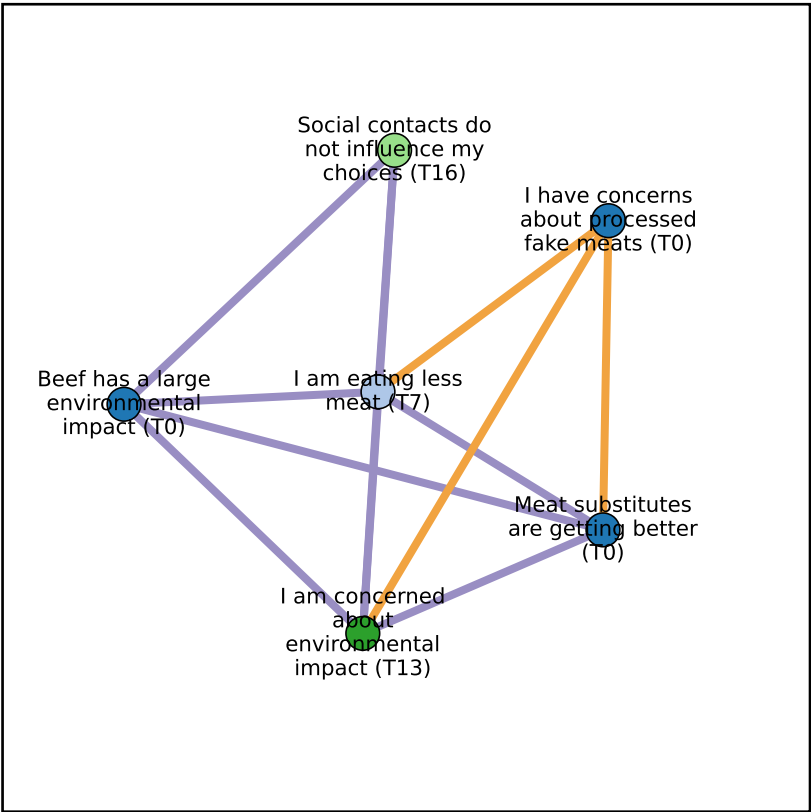 Social contacts do
not influence my
choices (T16)
I have concerns
about processed
fake meats (T0)
Beef has a large
environmental
impact (T0)
I am eating less
meat (T7)
Meat substitutes
are getting better
(T0)
I am concerned
about
environmental
impact (T13)